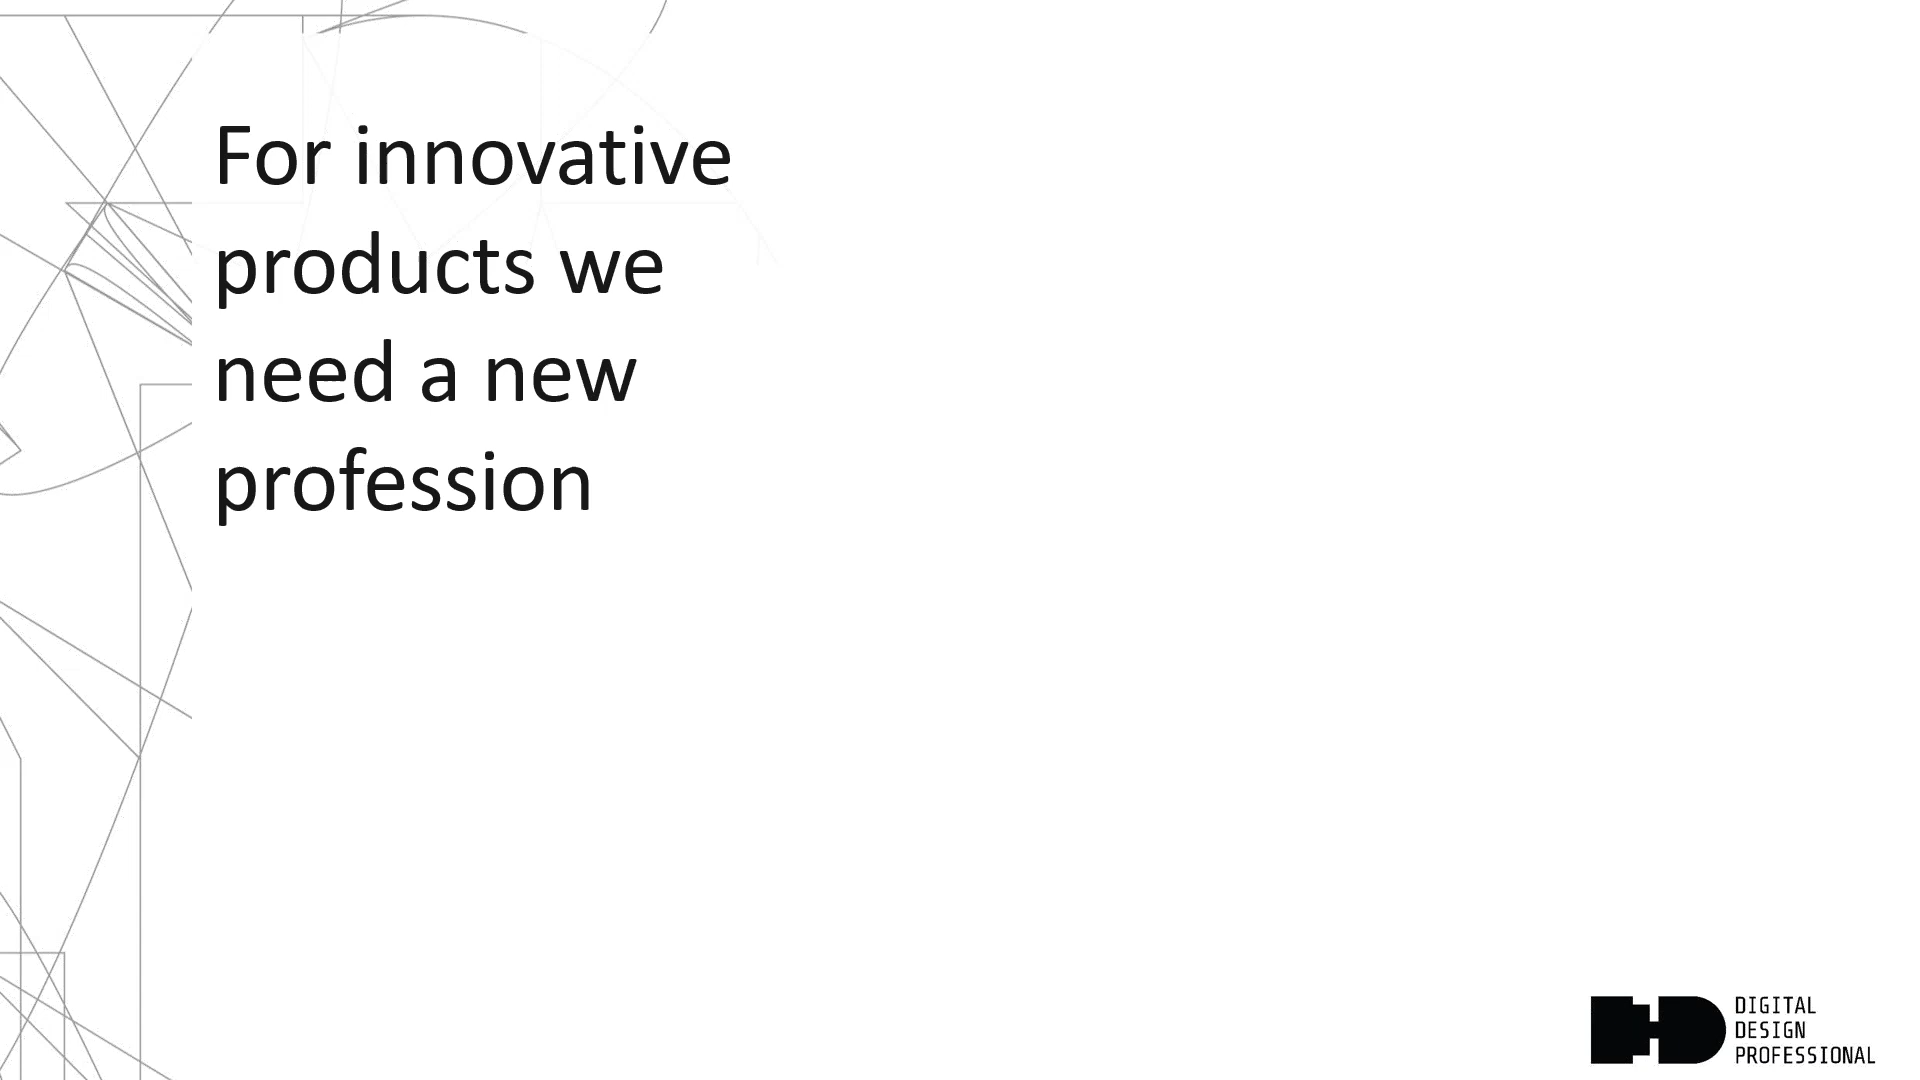 For innovative
products we
need a new
profession
DIGITAL
DESIGN
PROFESSIONAL